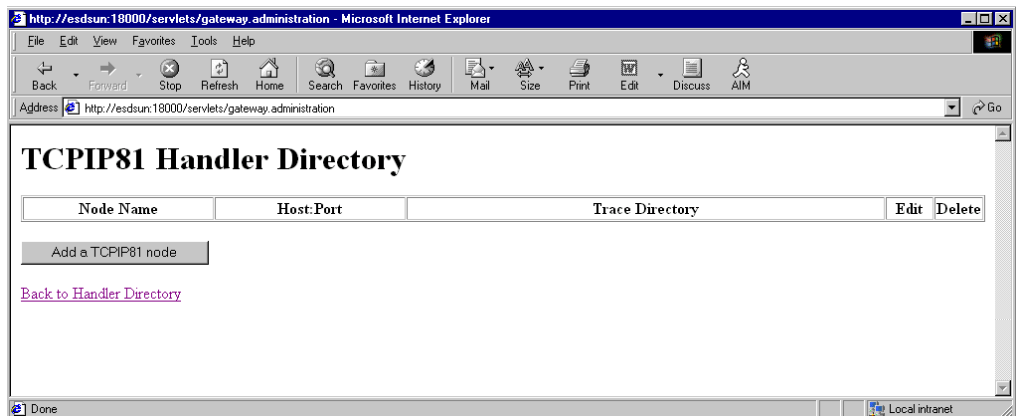 http://esdsun:18000/servlets/gateway.administration - Microsoft Internet Explorer
File Edit View Favorites Tools Help
Back Forward Stop Refresh Home Search Favorites History Mail Size Print Edit Discuss AIM
Address http://esdsun:18000/servlets/gateway.administration Go
TCPIP81 Handler Directory
Node Name Host:Port Trace Directory Edit Delete
Add a TCPIP81 node
Back to Handler Directory
Done Local intranet